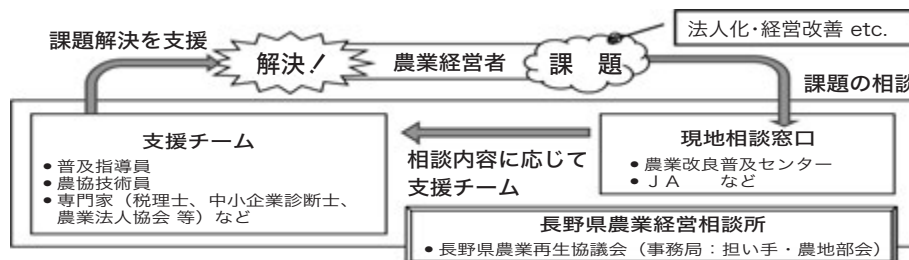 法人化・経営改善 etc.
課題解決を支援
解決！
農業経営者
課　題
課題の相談
支援チーム
● 普及指導員
● 農協技術員
● 専門家（税理士、中小企業診断士、
農業法人協会 等）など
相談内容に応じて
支援チーム
現地相談窓口
● 農業改良普及センター
● ＪＡ　　など
長野県農業経営相談所
● 長野県農業再生協議会（事務局：担い手・農地部会）